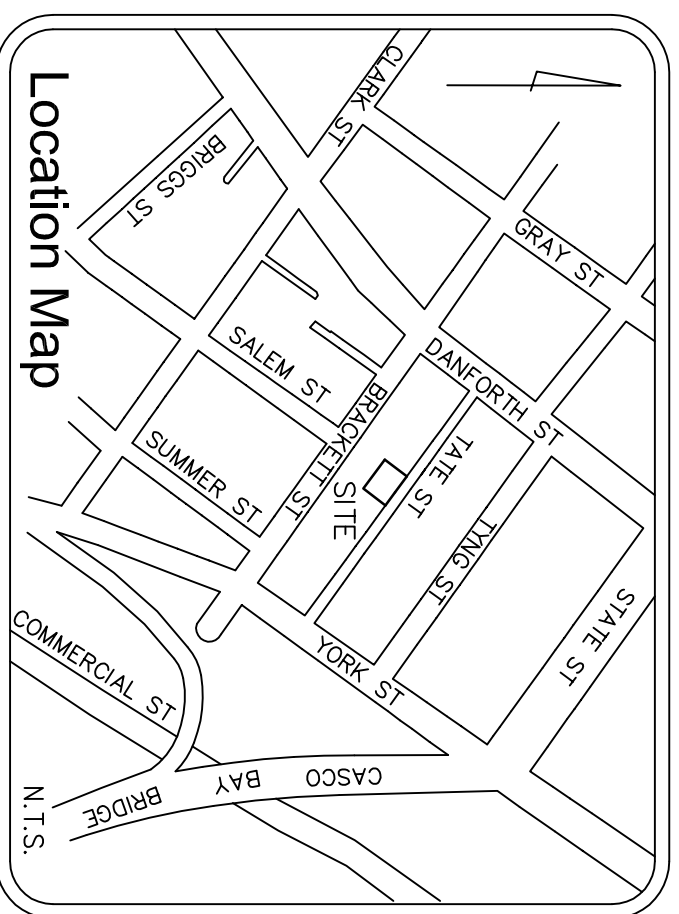 CLARK ST
BRIGGS ST
GRAY ST
SALEM ST
DANFORTH ST
BRACKETT ST
SUMMER ST
TATE ST
SITE
TYNG ST
STATE ST
YORK ST
COMMERCIAL ST
CASCO BAY BRIDGE
Location Map
N.T.S.